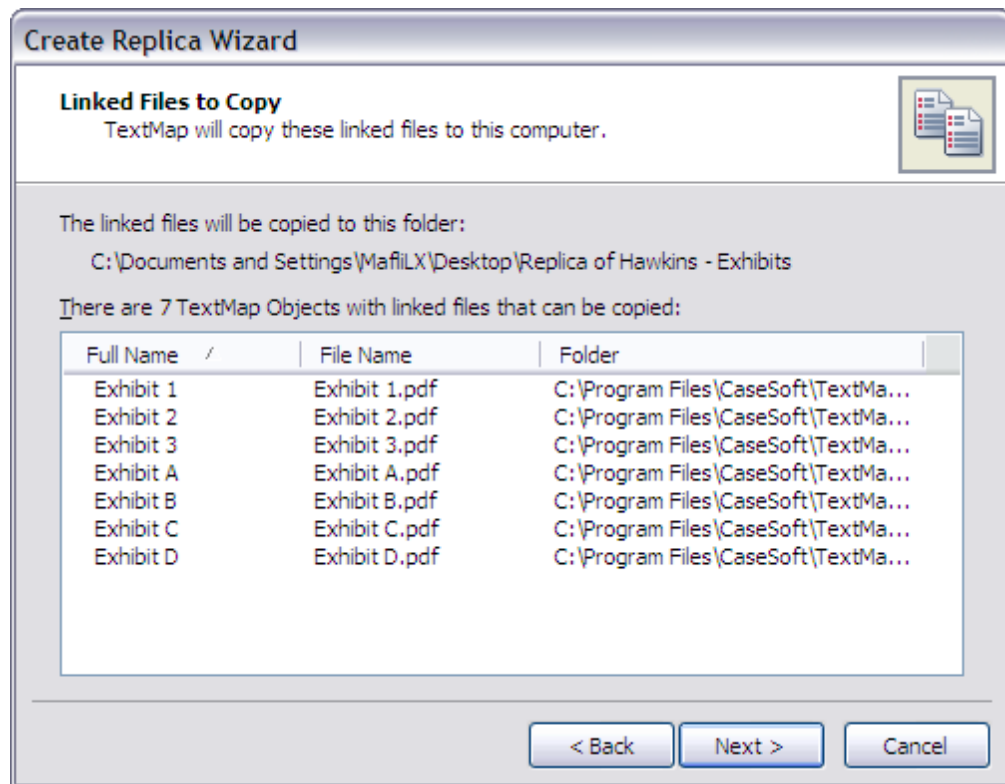 Create Replica Wizard
Linked Files to Copy
TextMap will copy these linked files to this computer.
The linked files will be copied to this folder:
C:\Documents and Settings\MafliLX\Desktop\Replica of Hawkins - Exhibits
There are 7 TextMap Objects with linked files that can be copied:
Full Name / File Name Folder
Exhibit 1 Exhibit 1.pdf C:\Program Files\CaseSoft\TextMa...
Exhibit 2 Exhibit 2.pdf C:\Program Files\CaseSoft\TextMa...
Exhibit 3 Exhibit 3.pdf C:\Program Files\CaseSoft\TextMa...
Exhibit A Exhibit A.pdf C:\Program Files\CaseSoft\TextMa...
Exhibit B Exhibit B.pdf C:\Program Files\CaseSoft\TextMa...
Exhibit C Exhibit C.pdf C:\Program Files\CaseSoft\TextMa...
Exhibit D Exhibit D.pdf C:\Program Files\CaseSoft\TextMa...
< Back Next > Cancel